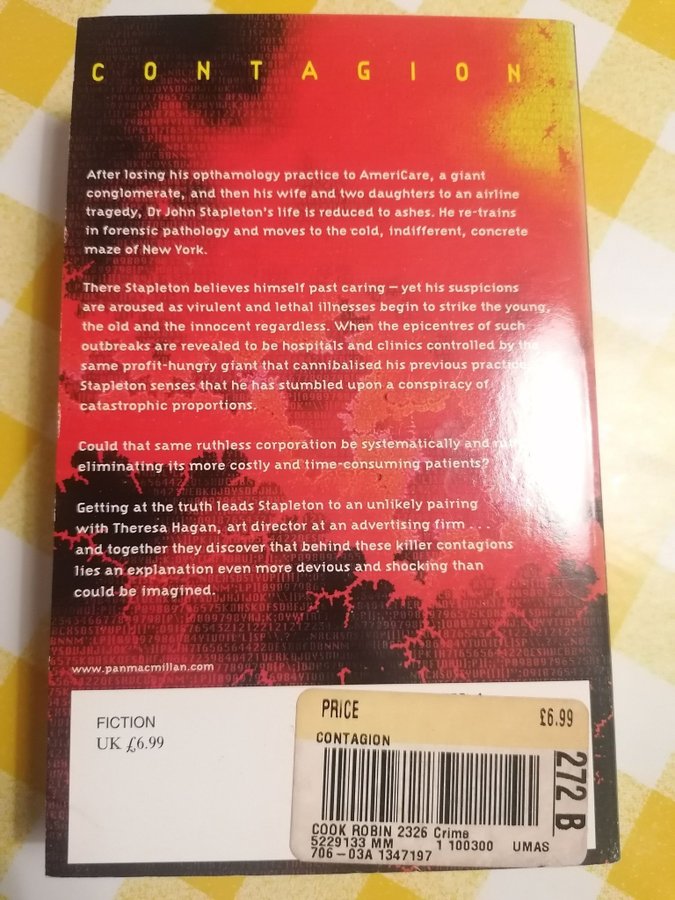 CONTAGION
After losing his opthamology practice to AmeriCare, a giant
conglomerate, and then his wife and two daughters to an airline
tragedy, Dr John Stapleton's life is reduced to ashes. He re-trains
in forensic pathology and moves to the cold, indifferent, concrete
maze of New York.
There Stapleton believes himself past caring – yet his suspicions
are aroused as virulent and lethal illnesses begin to strike the young,
the old and the innocent regardless. When the epicentres of such
outbreaks are revealed to be hospitals and clinics controlled by the
same profit-hungry giant that cannibalised his previous practice
Stapleton senses that he has stumbled upon a conspiracy of
catastrophic proportions.
Could that same ruthless corporation be systematically and
eliminating its more costly and time-consuming patients?
Getting at the truth leads Stapleton to an unlikely pairing
with Theresa Hagan, art director at an advertising firm . . .
and together they discover that behind these killer contagions
lies an explanation even more devious and shocking than
could be imagined.
www.panmacmillan.com
FICTION
UK £6.99
PRICE £6.99
CONTAGION
272 B
COOK ROBIN 2326 Crime
5229133 MM 1 100300 UMAS
706-03A 1347197